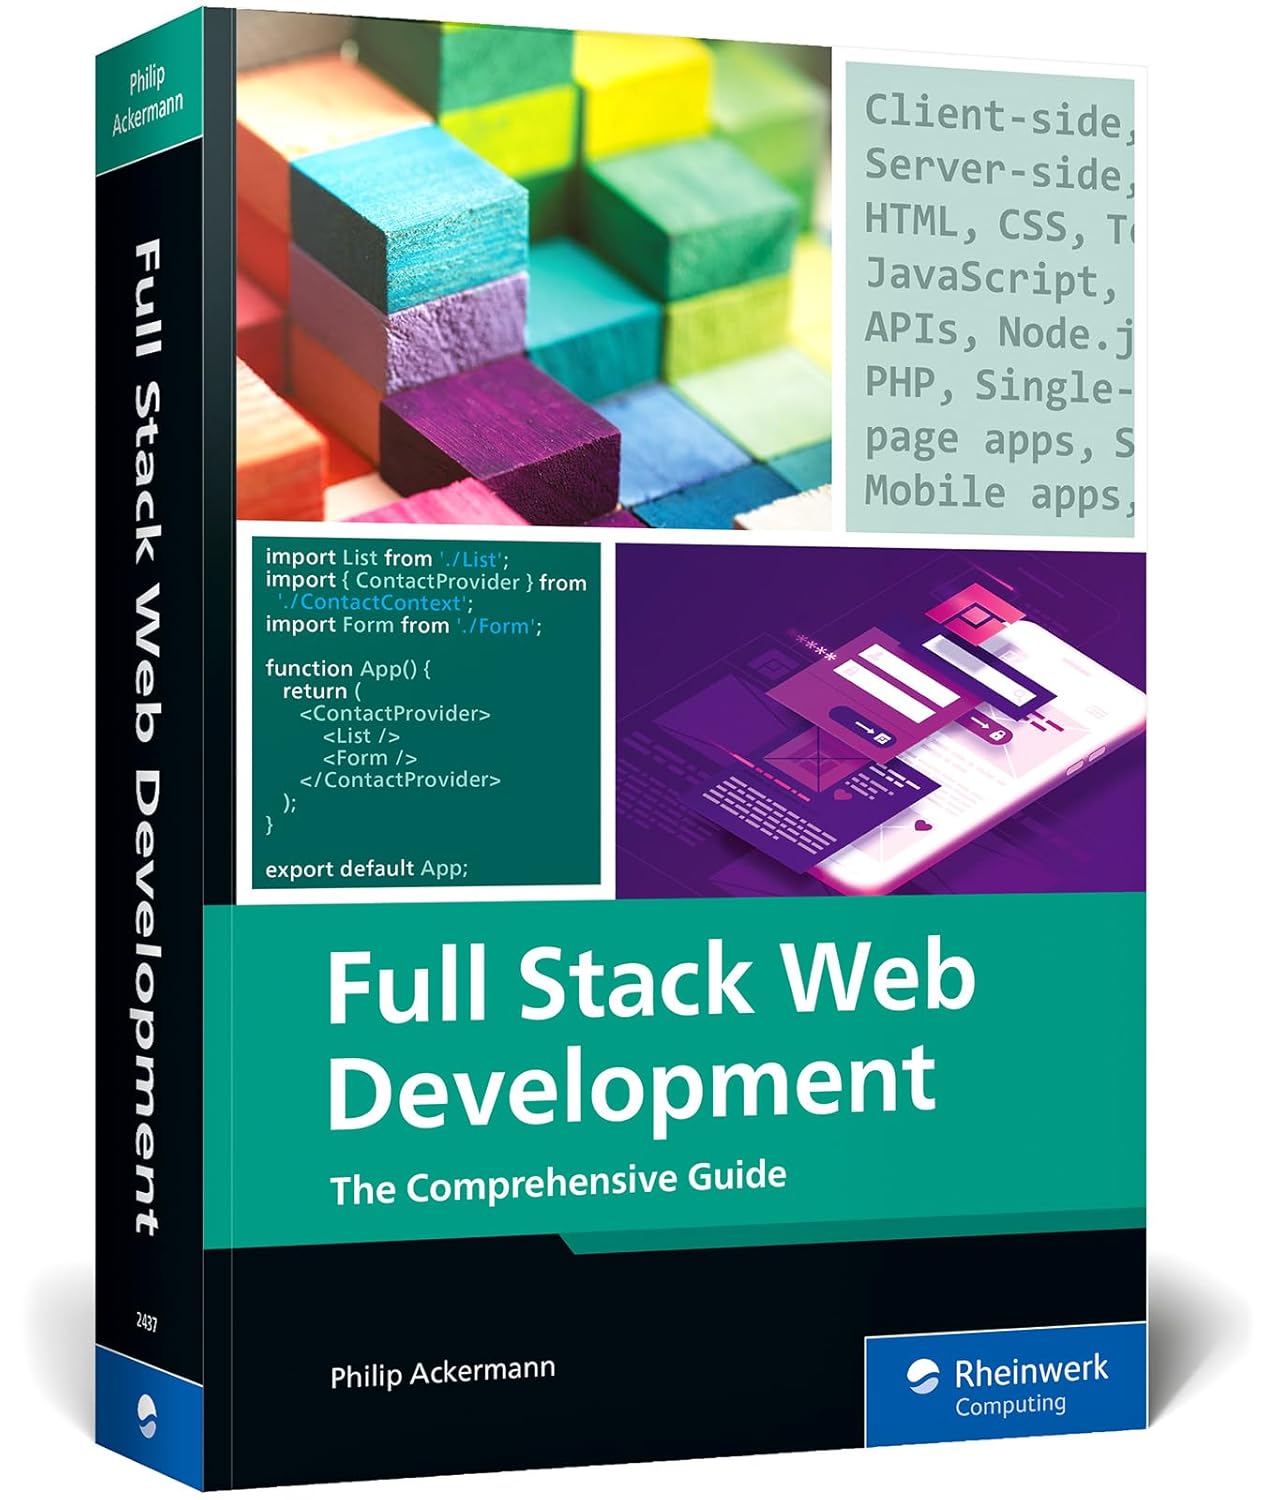 Philip
Ackermann
Full Stack Web Development
2437
Client-side,
Server-side,
HTML, CSS,
JavaScript,
APIs, Node.j
PHP, Single-
page apps,
Mobile apps,
import List from './List';
import { ContactProvider } from
'./ContactContext';
import Form from './Form';
function App() {
return (
<ContactProvider>
<List />
<Form />
</ContactProvider>
);
}
export default App;
****
Full Stack Web
Development
The Comprehensive Guide
Philip Ackermann
Rheinwerk
Computing